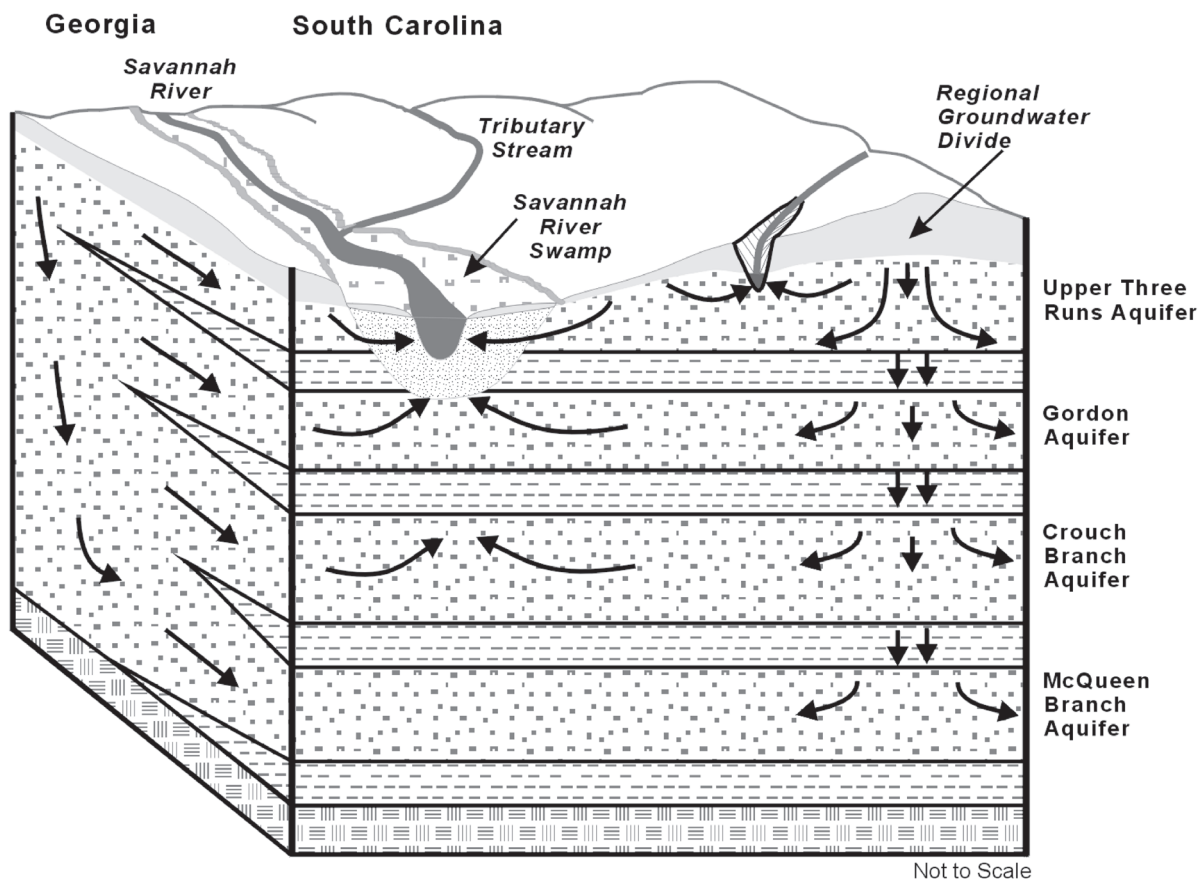 Georgia
South Carolina
Savannah
River
Tributary
Stream
Savannah
River
Swamp
Regional
Groundwater
Divide
Upper Three
Runs Aquifer
Gordon
Aquifer
Crouch
Branch
Aquifer
McQueen
Branch
Aquifer
Not to Scale